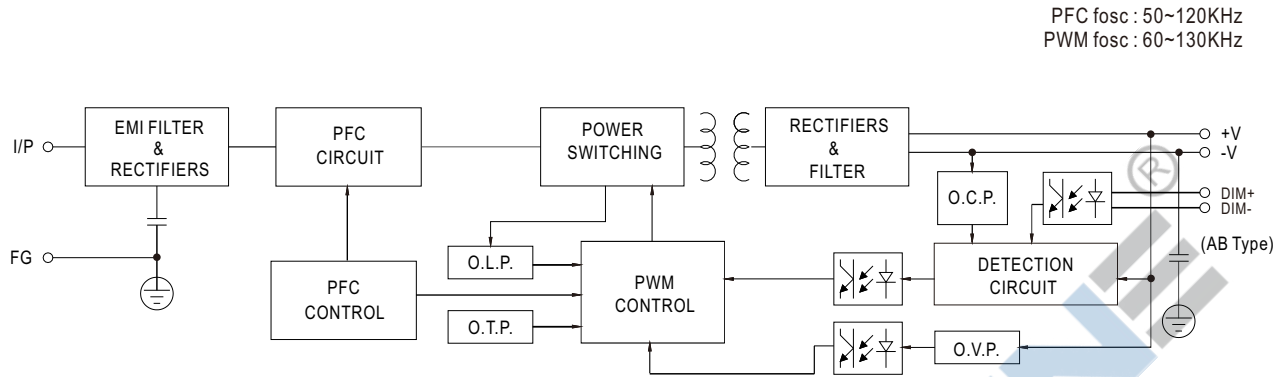 PFC fosc : 50~120KHz
PWM fosc : 60~130KHz
I/P
EMI FILTER
&
RECTIFIERS
PFC
CIRCUIT
POWER
SWITCHING
RECTIFIERS
&
FILTER
+V
-V
O.C.P.
DIM+
DIM-
(AB Type)
FG
O.L.P.
PFC
CONTROL
PWM
CONTROL
DETECTION
CIRCUIT
O.T.P.
O.V.P.
®